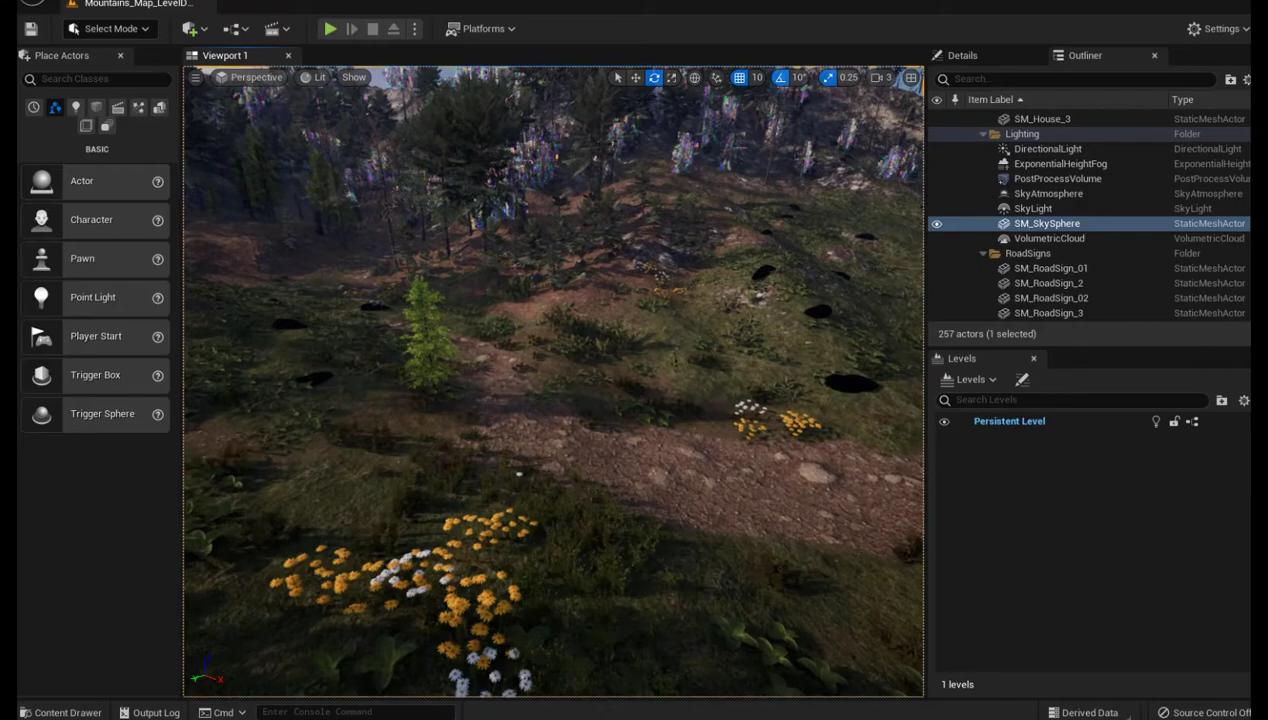 Mountains_Map_LevelD...
Select Mode
Platforms
Settings
Place Actors
Viewport 1
Details
Outliner
Search Classes
Perspective
Lit
Show
10
10°
0.25
3
Search...
Item Label
Type
SM_House_3
StaticMeshActor
Lighting
Folder
DirectionalLight
DirectionalLight
ExponentialHeightFog
ExponentialHeight
PostProcessVolume
PostProcessVolu
SkyAtmosphere
SkyAtmosphere
SkyLight
SkyLight
SM_SkySphere
StaticMeshActor
VolumetricCloud
VolumetricCloud
RoadSigns
Folder
SM_RoadSign_01
StaticMeshActor
SM_RoadSign_2
StaticMeshActor
SM_RoadSign_02
StaticMeshActor
SM_RoadSign_3
StaticMeshActor
257 actors (1 selected)
BASIC
Actor
Character
Pawn
Point Light
Player Start
Trigger Box
Trigger Sphere
Levels
Levels
Search Levels
Persistent Level
1 levels
X
Content Drawer
Output Log
Cmd
Enter Console Command
Derived Data
Source Control Off